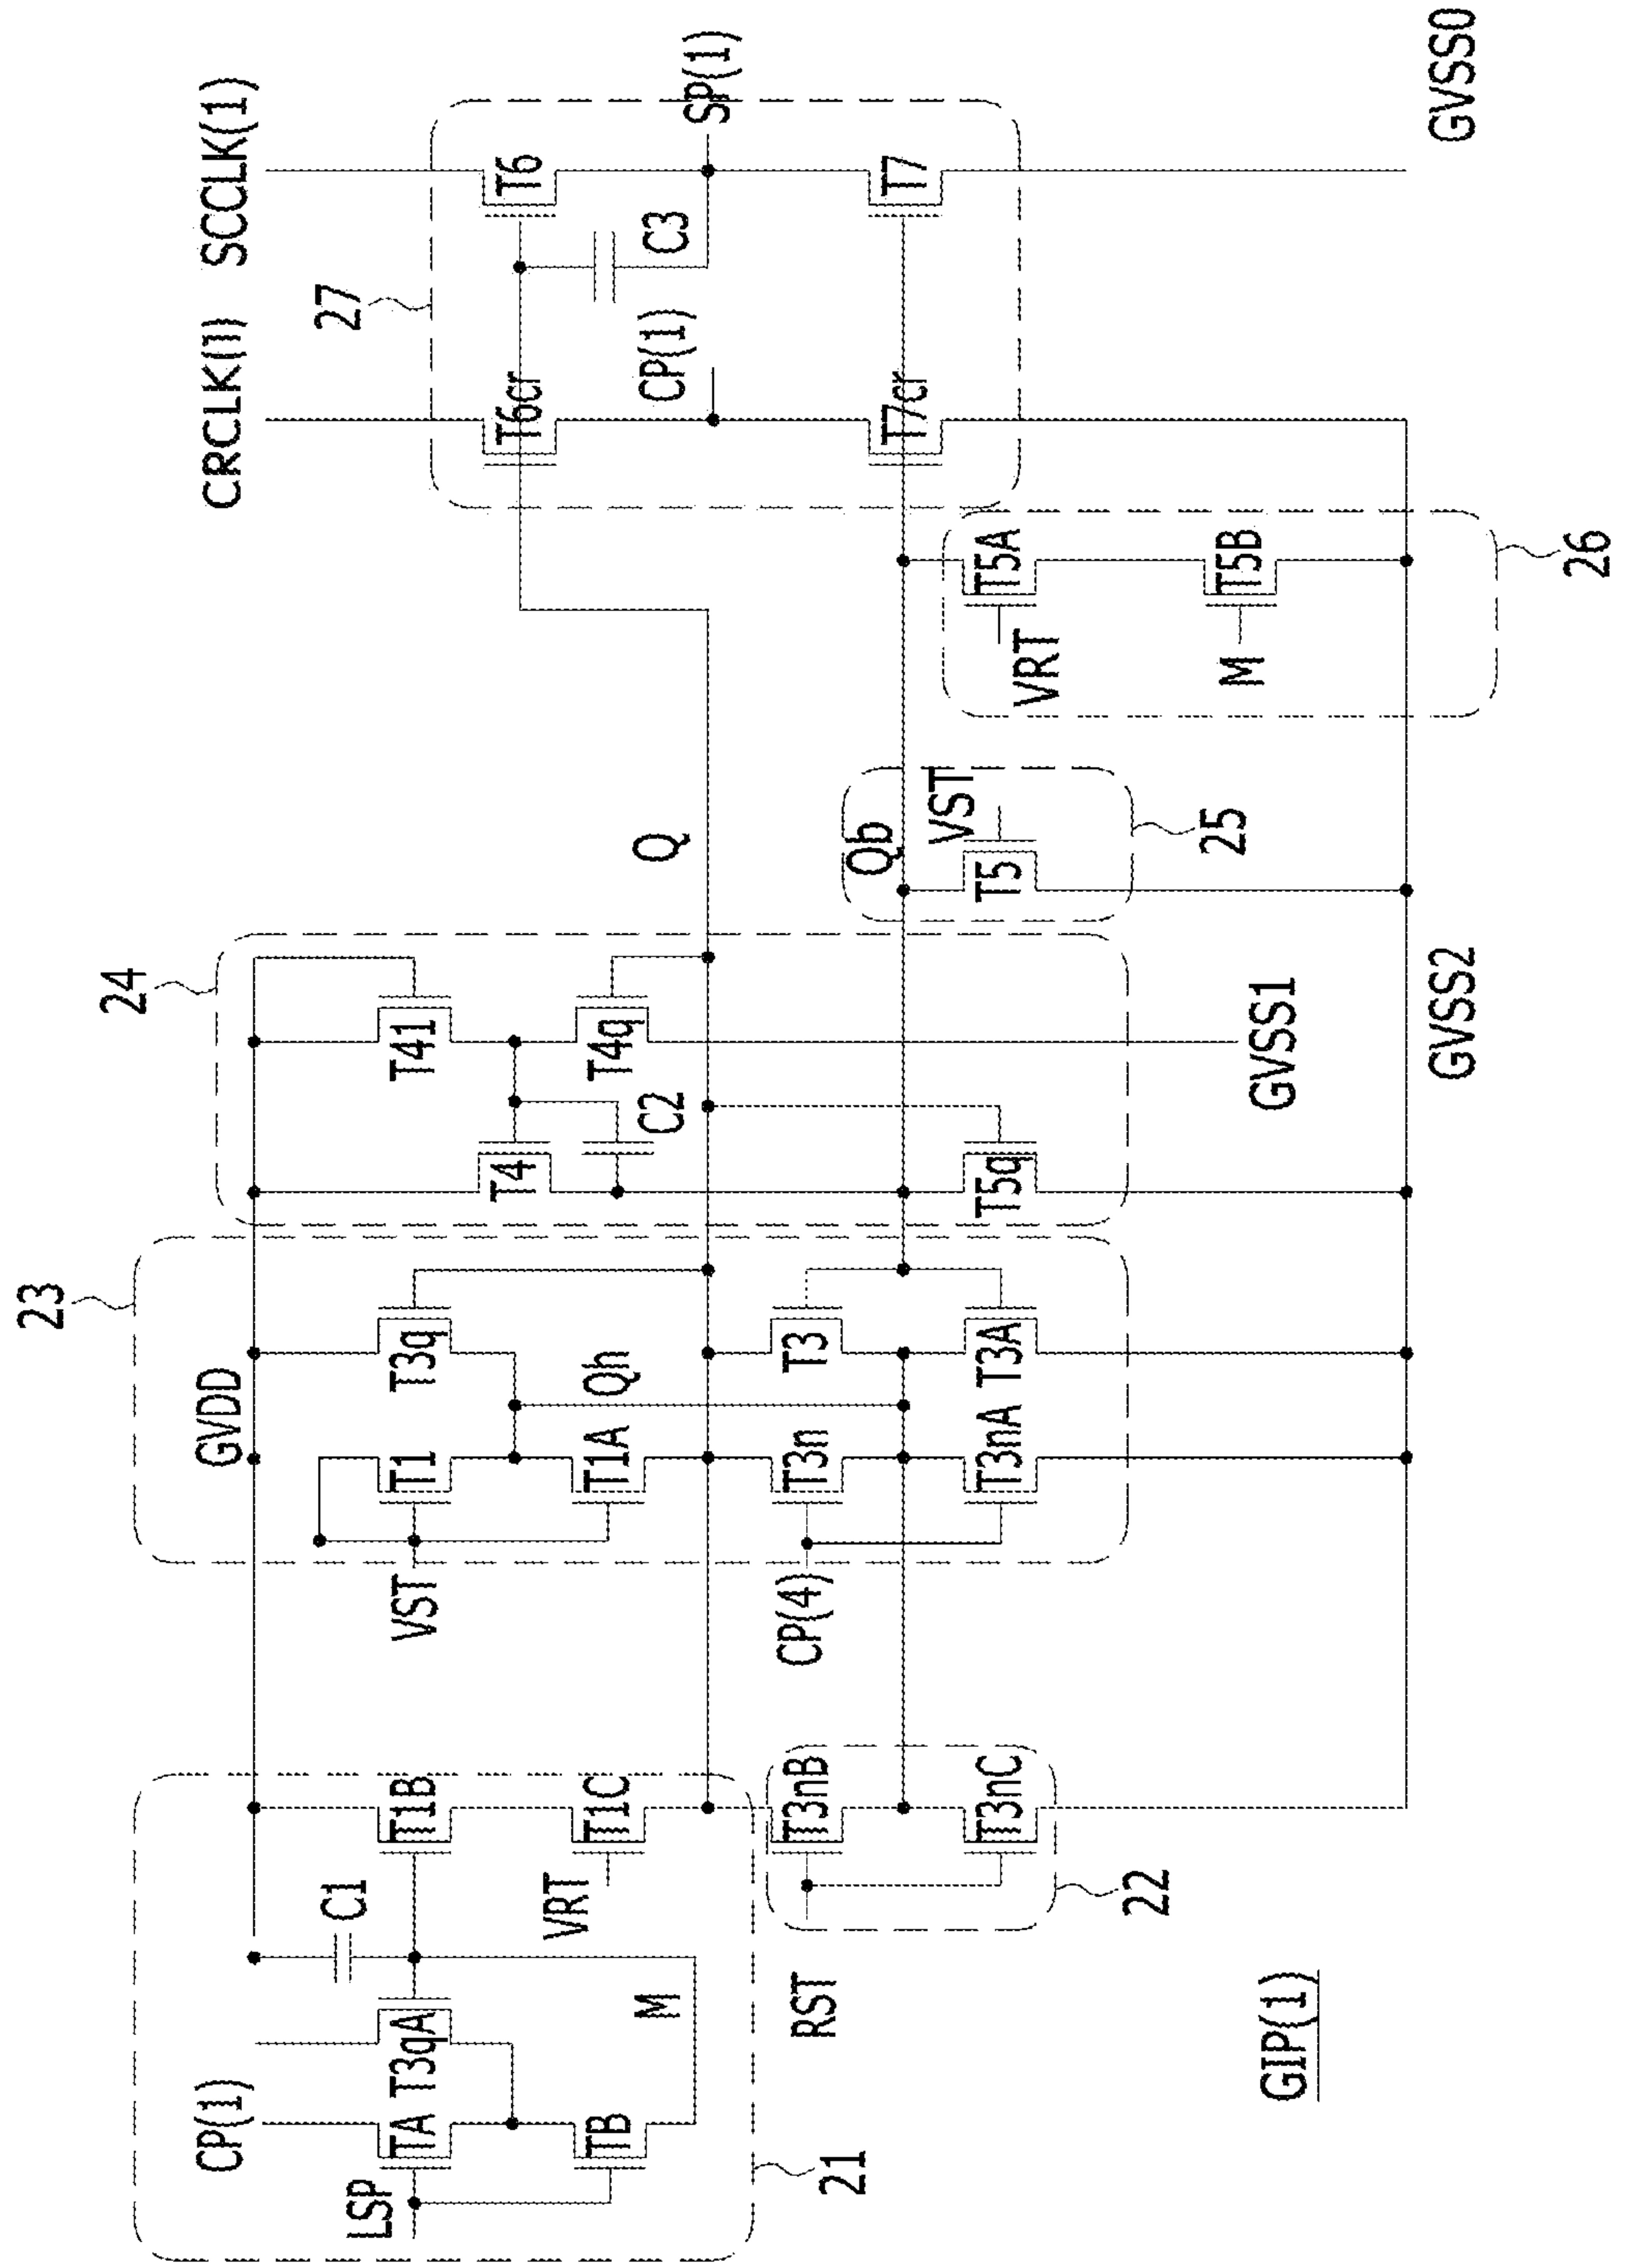 CRCLK(1)
SCCLK(1)
27
T6cr
T6
C3
CP(1)
SP(1)
T7cr
T7
GVSS0
24
T41
T4
T4q
C2
Q
Qb
VST
T5
25
VRT
T5A
M
T5B
26
T5q
GVSS1
GVSS2
23
GVDD
T3q
T1
Qh
T1A
VST
T3
T3n
CP(4)
T3A
T3nA
CP(1)
C1
T1B
T3qA
TA
LSP
VRT
T1C
M
TB
21
T3nB
RST
T3nC
22
GIP(1)